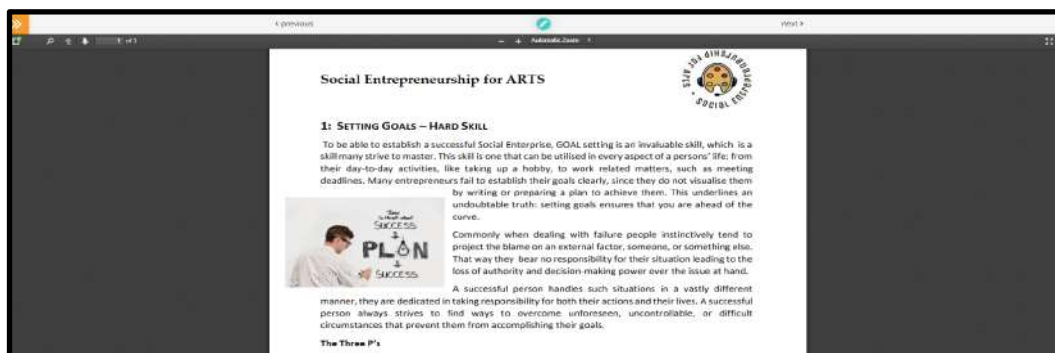 < previous
next >
of 3
Automatic Zoom
Social Entrepreneurship for ARTS
SOCIAL ENTREPRENEURSHIP FOR ARTS
1: SETTING GOALS – HARD SKILL
To be able to establish a successful Social Enterprise, GOAL setting is an invaluable skill, which is a
skill many strive to master. This skill is one that can be utilised in every aspect of a persons' life; from
their day-to-day activities, like taking up a hobby, to work related matters, such as meeting
deadlines. Many entrepreneurs fail to establish their goals clearly, since they do not visualise them
by writing or preparing a plan to achieve them. This underlines an
undoubtable truth: setting goals ensures that you are ahead of the
curve.
SUCCESS
PLAN
SUCCESS
Commonly when dealing with failure people instinctively tend to
project the blame on an external factor, someone, or something else.
That way they bear no responsibility for their situation leading to the
loss of authority and decision-making power over the issue at hand.
A successful person handles such situations in a vastly different
manner, they are dedicated in taking responsibility for both their actions and their lives. A successful
person always strives to find ways to overcome unforeseen, uncontrollable, or difficult
circumstances that prevent them from accomplishing their goals.
The Three P's